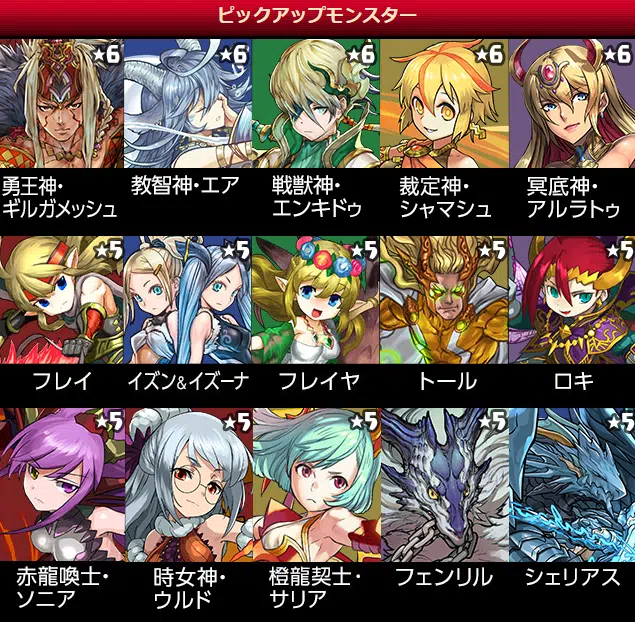 ピックアップモンスター
★6 ★6 ★6 ★6 ★6
勇王神・
ギルガメッシュ
教智神・エア
戦獣神・
エンキドゥ
裁定神・
シャマシュ
冥底神・
アルラトゥ
★5 ★5 ★5 ★5 ★5
フレイ
イズン&イズーナ
フレイヤ
トール
ロキ
★5 ★5 ★5 ★5 ★5
赤龍喚士・
ソニア
時女神・
ウルド
橙龍契士・
サリア
フェンリル
シェリアス